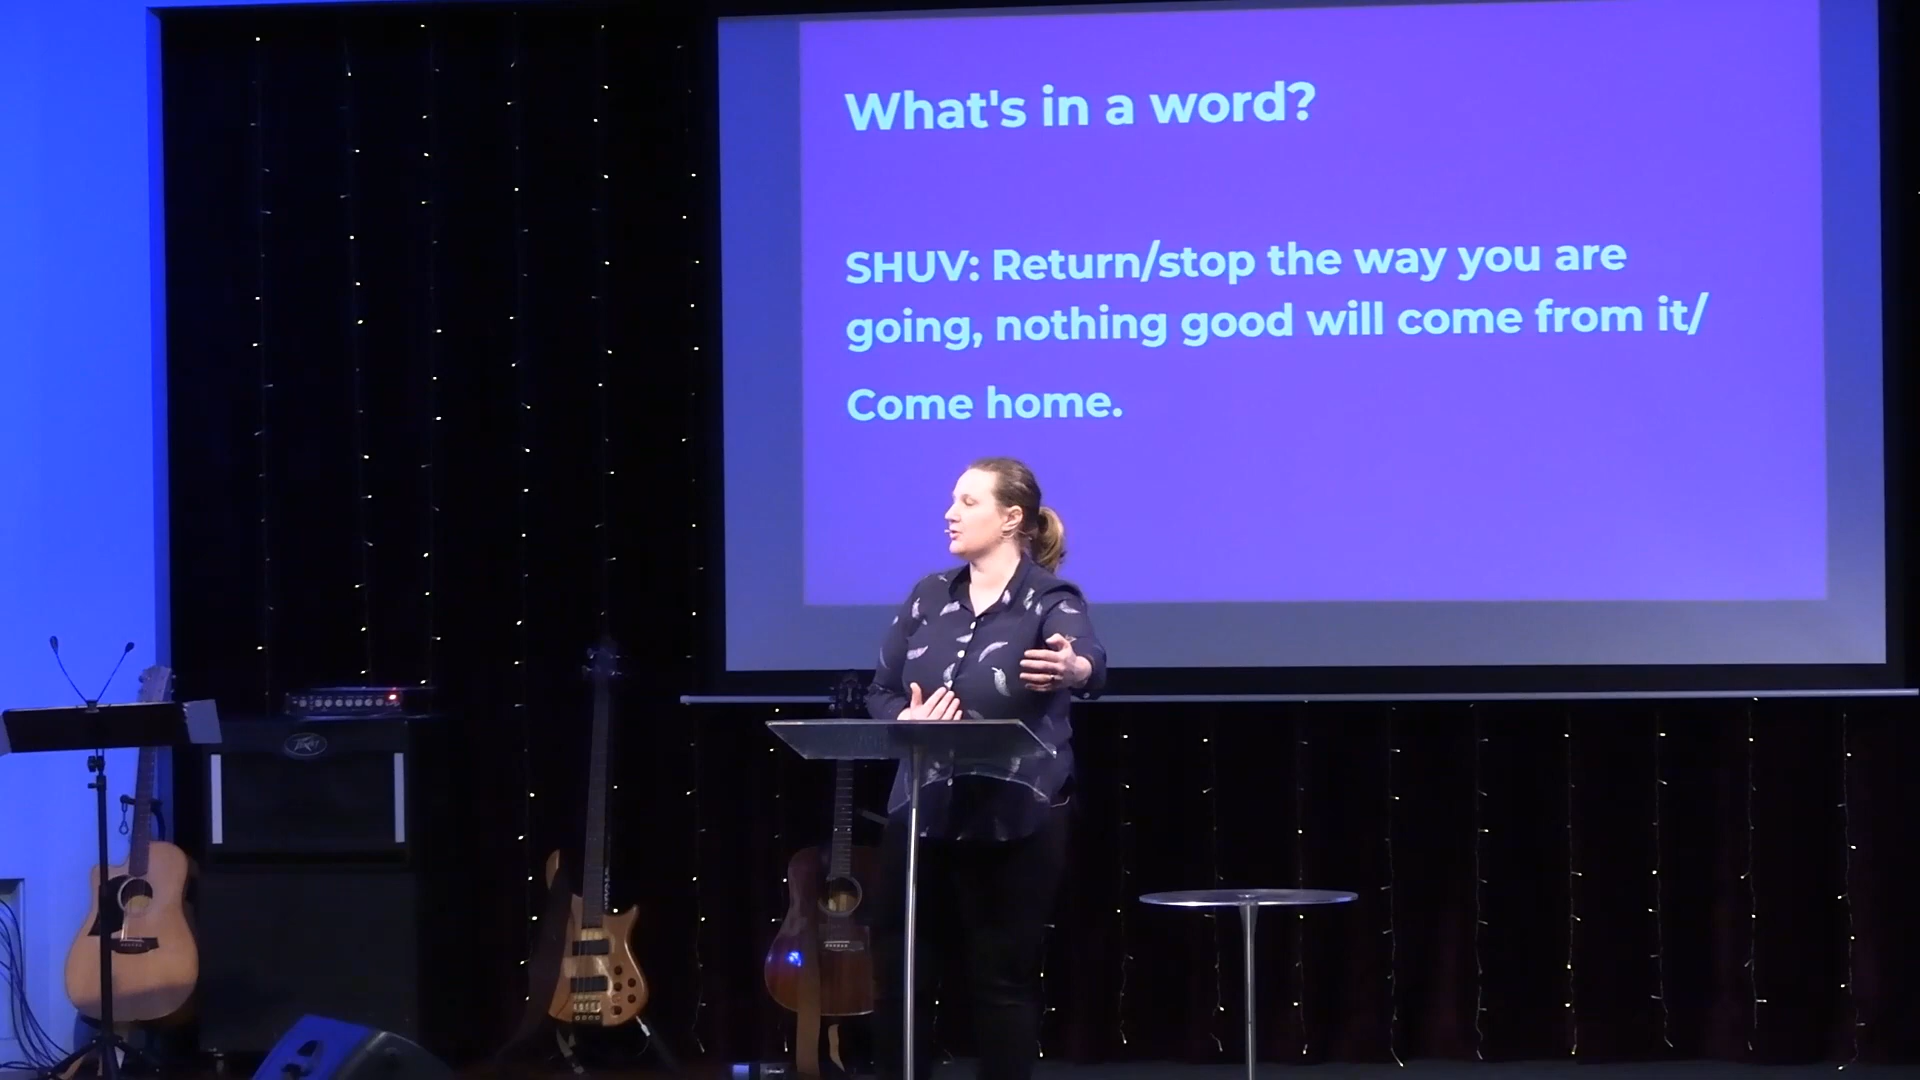 What's in a word?
SHUV: Return/stop the way you are
going, nothing good will come from it/
Come home.